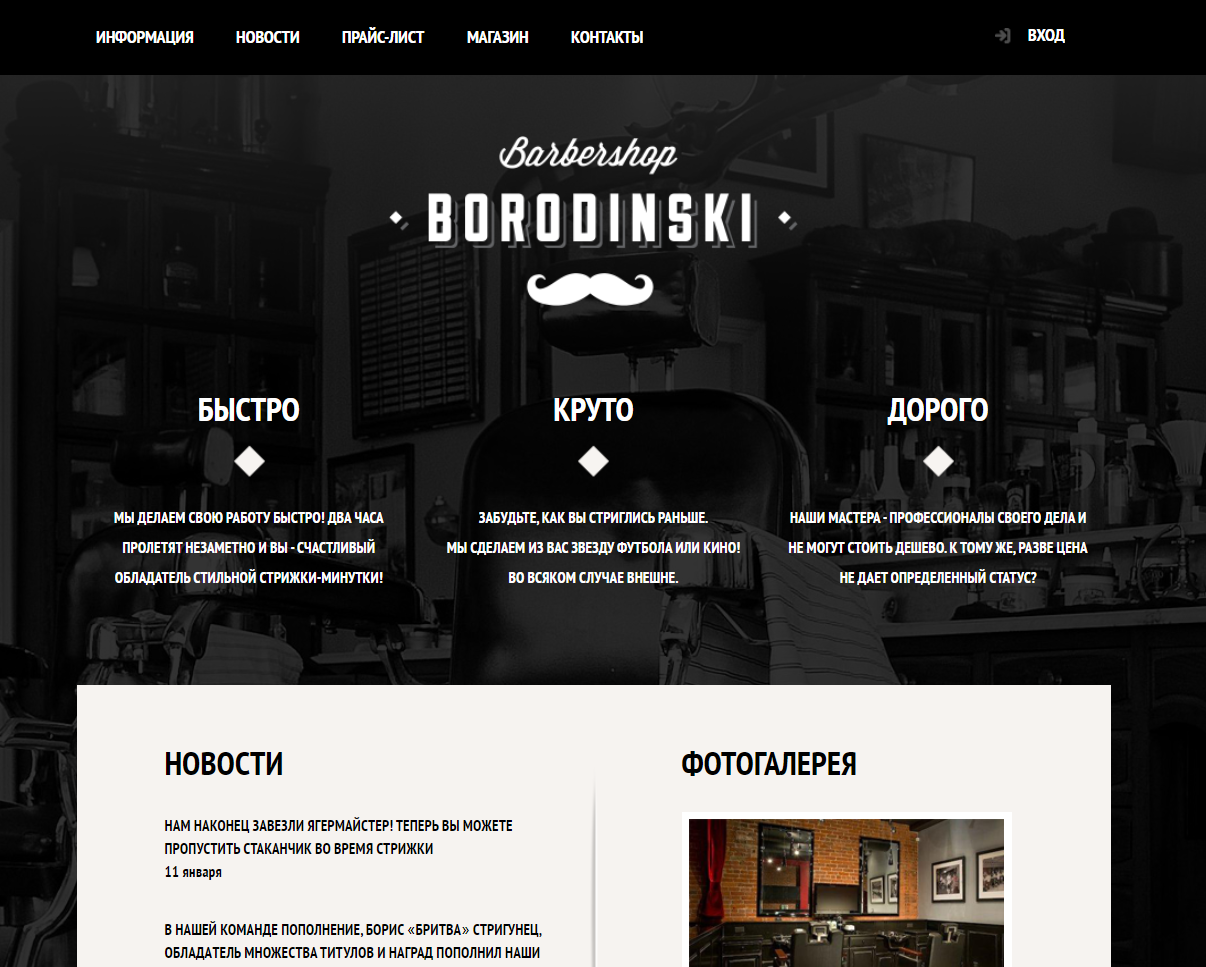 ИНФОРМАЦИЯ НОВОСТИ ПРАЙС-ЛИСТ МАГАЗИН КОНТАКТЫ ВХОД
Barbershop
BORODINSKI
БЫСТРО
МЫ ДЕЛАЕМ СВОЮ РАБОТУ БЫСТРО! ДВА ЧАСА
ПРОЛЕТЯТ НЕЗАМЕТНО И ВЫ - СЧАСТЛИВЫЙ
ОБЛАДАТЕЛЬ СТИЛЬНОЙ СТРИЖКИ-МИНУТКИ!
КРУТО
ЗАБУДЬТЕ, КАК ВЫ СТРИГЛИСЬ РАНЬШЕ.
МЫ СДЕЛАЕМ ИЗ ВАС ЗВЕЗДУ ФУТБОЛА ИЛИ КИНО!
ВО ВСЯКОМ СЛУЧАЕ ВНЕШНЕ.
ДОРОГО
НАШИ МАСТЕРА - ПРОФЕССИОНАЛЫ СВОЕГО ДЕЛА И
НЕ МОГУТ СТОИТЬ ДЕШЕВО. К ТОМУ ЖЕ, РАЗВЕ ЦЕНА
НЕ ДАЕТ ОПРЕДЕЛЕННЫЙ СТАТУС?
НОВОСТИ
НАМ НАКОНЕЦ ЗАВЕЗЛИ ЯГЕРМАЙСТЕР! ТЕПЕРЬ ВЫ МОЖЕТЕ
ПРОПУСТИТЬ СТАКАНЧИК ВО ВРЕМЯ СТРИЖКИ
11 января
В НАШЕЙ КОМАНДЕ ПОПОЛНЕНИЕ, БОРИС «БРИТВА» СТРИГУНЕЦ,
ОБЛАДАТЕЛЬ МНОЖЕСТВА ТИТУЛОВ И НАГРАД ПОПОЛНИЛ НАШИ
ФОТОГАЛЕРЕЯ